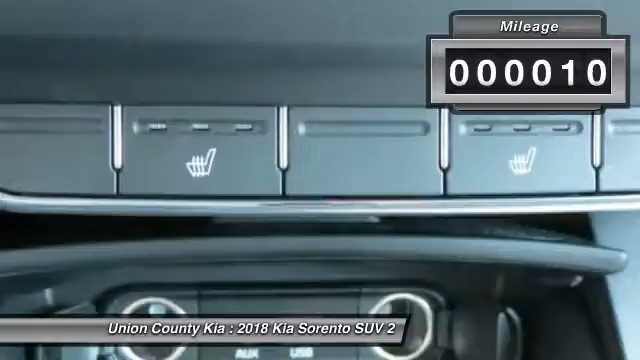 Mileage
000010
Union County Kia : 2018 Kia Sorento SUV 2
AUX USB